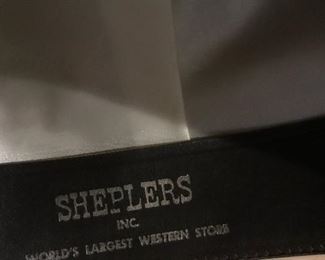 SHEPLERS
INC.
WORLD'S LARGEST WESTERN STORE